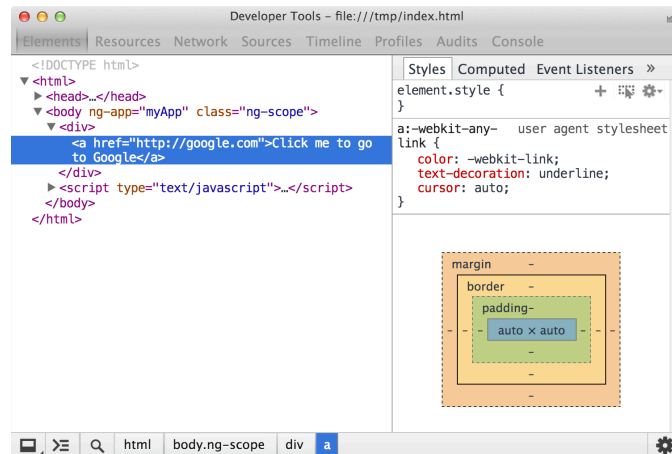 Developer Tools – file:///tmp/index.html
Elements Resources Network Sources Timeline Profiles Audits Console
<!DOCTYPE html>
▼<html>
▶<head>…</head>
▼<body ng-app="myApp" class="ng-scope">
▼<div>
<a href="http://google.com">Click me to go
to Google</a>
</div>
▶<script type="text/javascript">…</script>
</body>
</html>
Styles Computed Event Listeners »
element.style {
}
a:-webkit-any- user agent stylesheet
link {
color: -webkit-link;
text-decoration: underline;
cursor: auto;
}
margin –
border –
padding–
– – – auto × auto – – –
–
–
–
html body.ng-scope div a